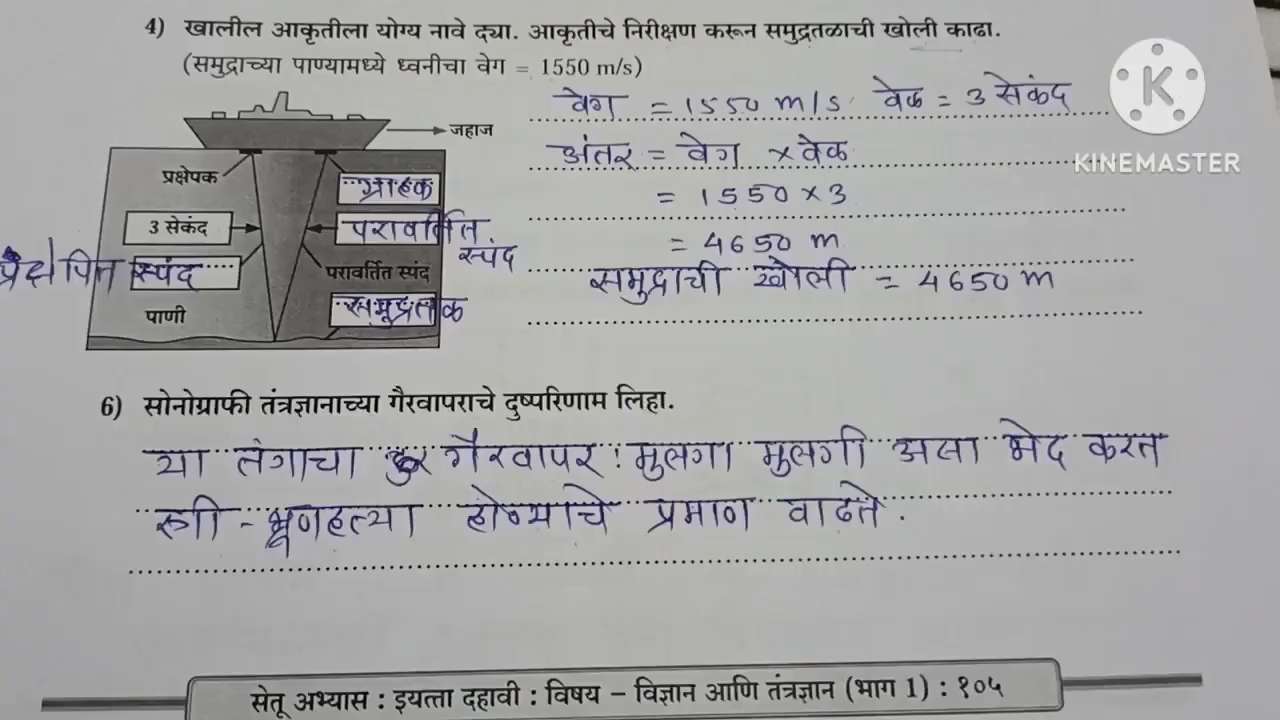 4) खालील आकृतीला योग्य नावे द्या. आकृतीचे निरीक्षण करून समुद्रतळाची खोली काढा.
(समुद्राच्या पाण्यामध्ये ध्वनीचा वेग = 1550 m/s)
वेग = 1550 m/s वेळ = 3 सेकंद
जहाज
KINEMASTER
अंतर = वेग x वेळ
प्रक्षेपक
ग्राहक
= 1550 x 3
3 सेकंद
परावर्तित स्पंद
= 4650 m
स्पंद
परावर्तित स्पंद
समुद्राची खोली = 4650 m
पाणी
समुद्रतळ
6) सोनोग्राफी तंत्रज्ञानाच्या गैरवापराचे दुष्परिणाम लिहा.
या गैरवापर मुलगा मुलगी असा भेद करत
स्त्री - भ्रूणहत्या होण्याचे प्रमाण वाढते.
सेतू अभ्यास : इयत्ता दहावी : विषय – विज्ञान आणि तंत्रज्ञान (भाग 1) : १०५